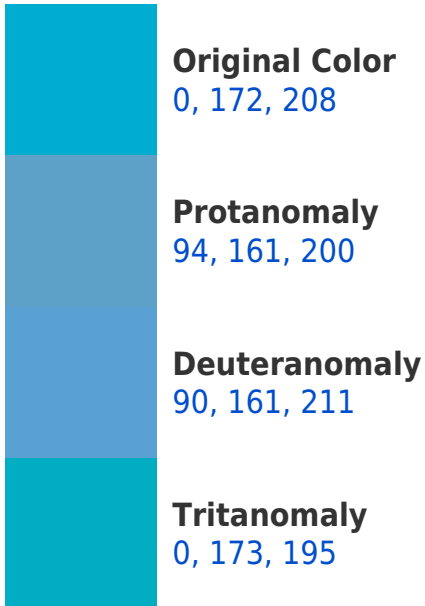 Original Color
0, 172, 208
Protanomaly
94, 161, 200
Deuteranomaly
90, 161, 211
Tritanomaly
0, 173, 195